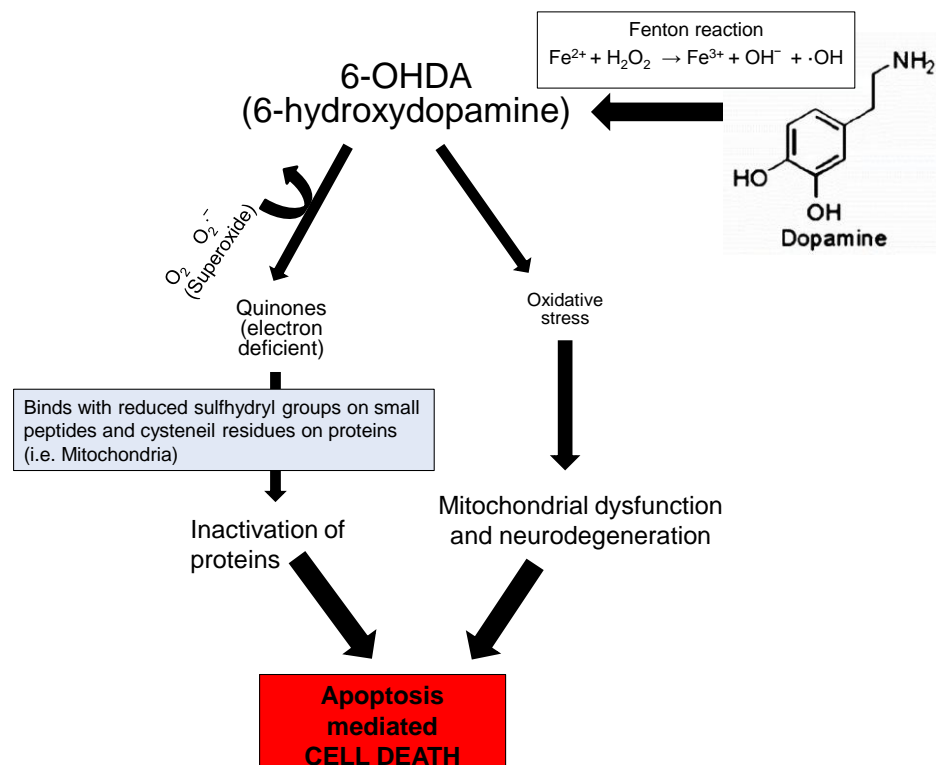 Fenton reaction
Fe²⁺ + H₂O₂ → Fe³⁺ + OH⁻ + ·OH
NH₂
HO
OH
Dopamine
6-OHDA
(6-hydroxydopamine)
O₂ O₂·⁻
(Superoxide)
Quinones
(electron
deficient)
Oxidative
stress
Binds with reduced sulfhydryl groups on small
peptides and cysteneil residues on proteins
(i.e. Mitochondria)
Inactivation of
proteins
Mitochondrial dysfunction
and neurodegeneration
Apoptosis
mediated
CELL DEATH